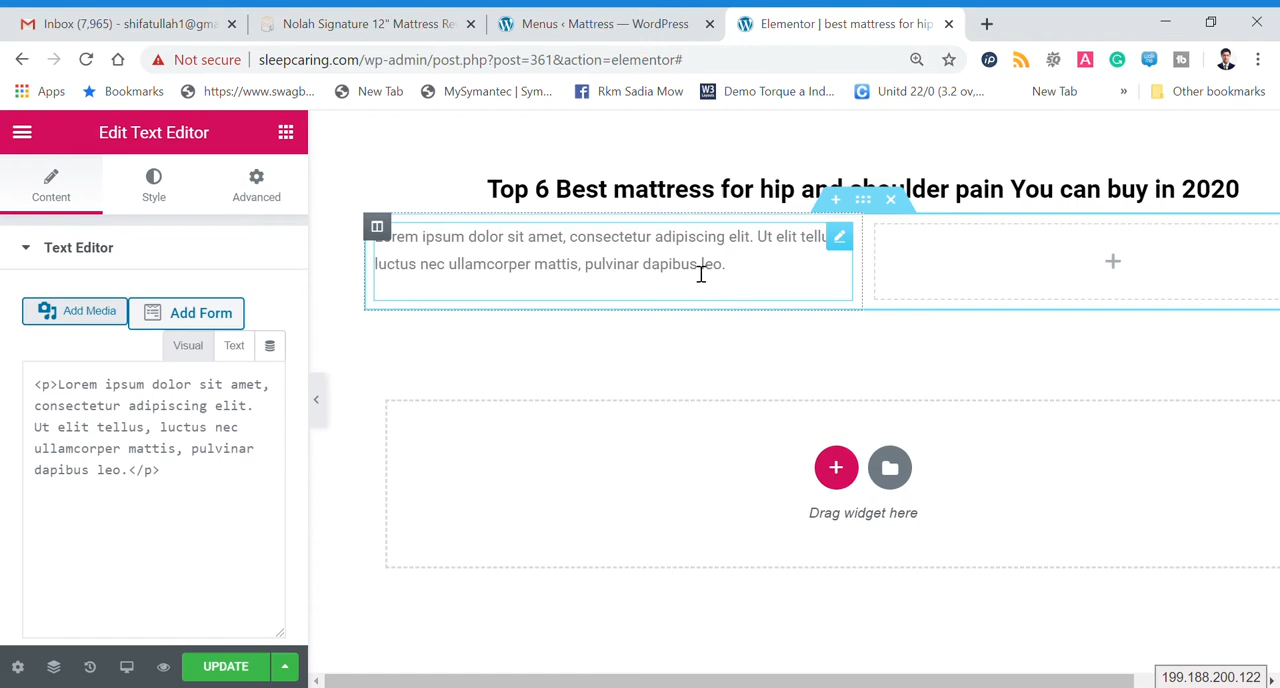 Inbox (7,965) - shifatullah1@gma
Nolah Signature 12" Mattress Re
Menus ‹ Mattress — WordPress
Elementor | best mattress for hip
Not secure
sleepcaring.com/wp-admin/post.php?post=361&action=elementor#
Apps
Bookmarks
https://www.swagb...
New Tab
MySymantec | Sym...
Rkm Sadia Mow
Demo Torque a Ind...
Unitd 22/0 (3.2 ov,...
New Tab
»
Other bookmarks
Edit Text Editor
Content
Style
Advanced
Text Editor
Add Media
Add Form
Visual
Text
<p>Lorem ipsum dolor sit amet,
consectetur adipiscing elit.
Ut elit tellus, luctus nec
ullamcorper mattis, pulvinar
dapibus leo.</p>
UPDATE
Top 6 Best mattress for hip and shoulder pain You can buy in 2020
Lorem ipsum dolor sit amet, consectetur adipiscing elit. Ut elit tellu
luctus nec ullamcorper mattis, pulvinar dapibus leo.
Drag widget here
199.188.200.122